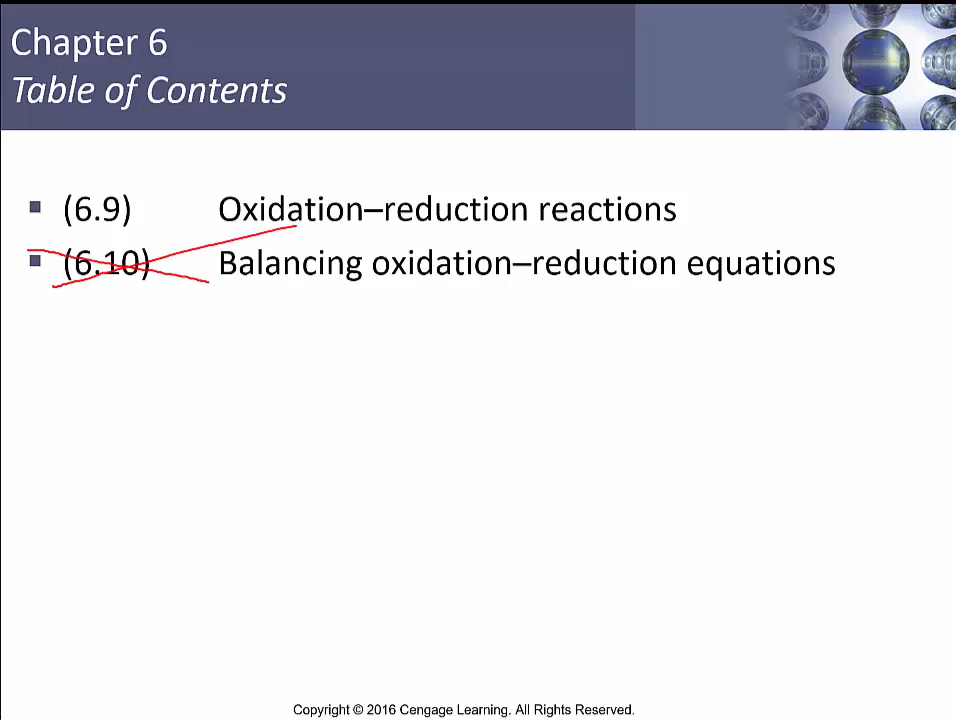 Chapter 6
Table of Contents
▪ (6.9) Oxidation–reduction reactions
▪ (6.10) Balancing oxidation–reduction equations
Copyright © 2016 Cengage Learning. All Rights Reserved.